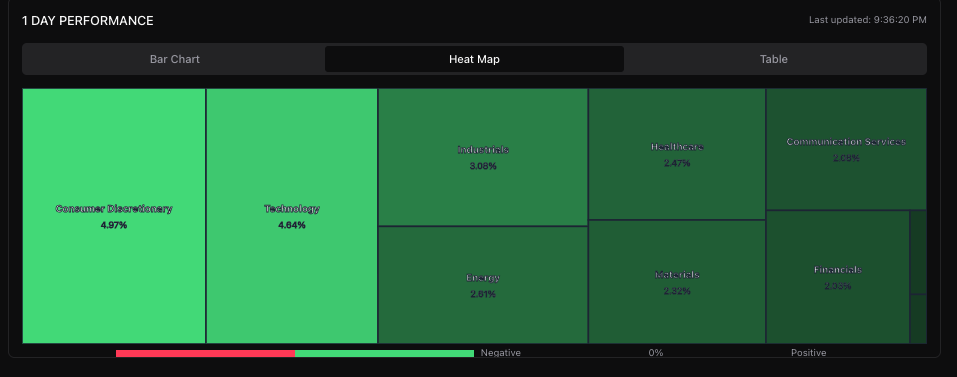 1 DAY PERFORMANCE
Last updated: 9:36:20 PM
Bar Chart
Heat Map
Table
Consumer Discretionary
4.97%
Technology
4.64%
Industrials
3.08%
Energy
2.61%
Healthcare
2.47%
Materials
2.32%
Communication Services
2.08%
Financials
2.03%
Negative
0%
Positive